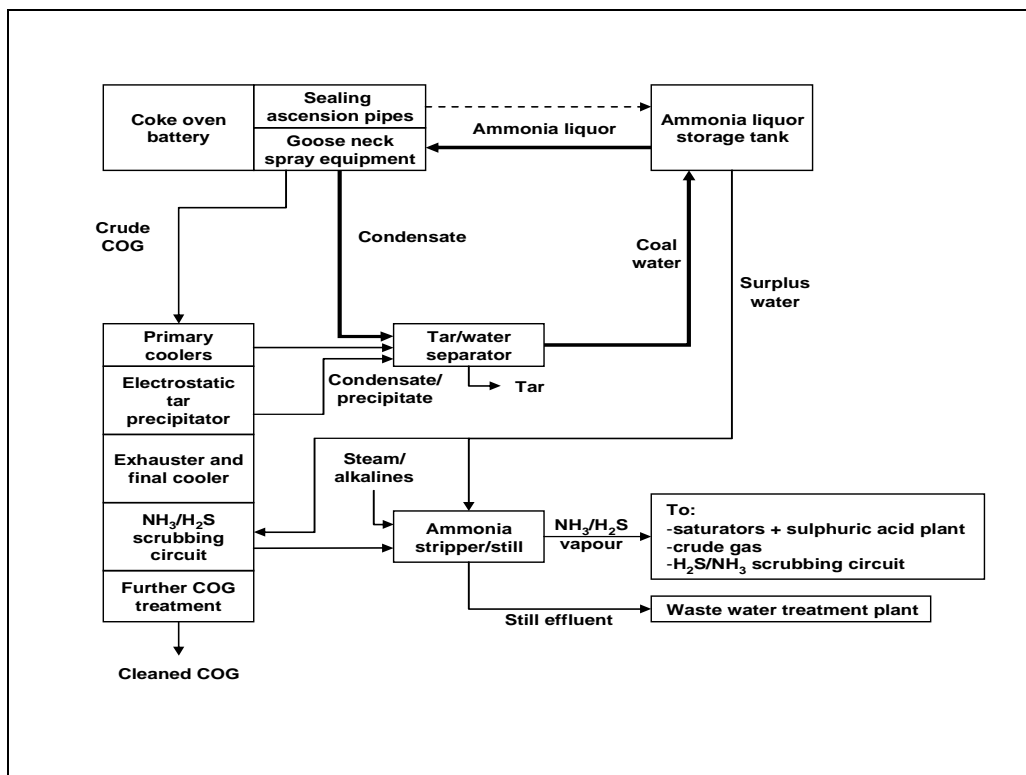 Coke oven
battery
Sealing
ascension pipes
Goose neck
spray equipment
Ammonia liquor
Ammonia liquor
storage tank
Crude
COG
Condensate
Coal
water
Surplus
water
Primary
coolers
Tar/water
separator
Electrostatic
tar
precipitator
Condensate/
precipitate
Tar
Exhauster and
final cooler
Steam/
alkalines
NH3/H2S
scrubbing
circuit
Ammonia
stripper/still
NH3/H2S
vapour
To:
-saturators + sulphuric acid plant
-crude gas
-H2S/NH3 scrubbing circuit
Further COG
treatment
Still effluent
Waste water treatment plant
Cleaned COG